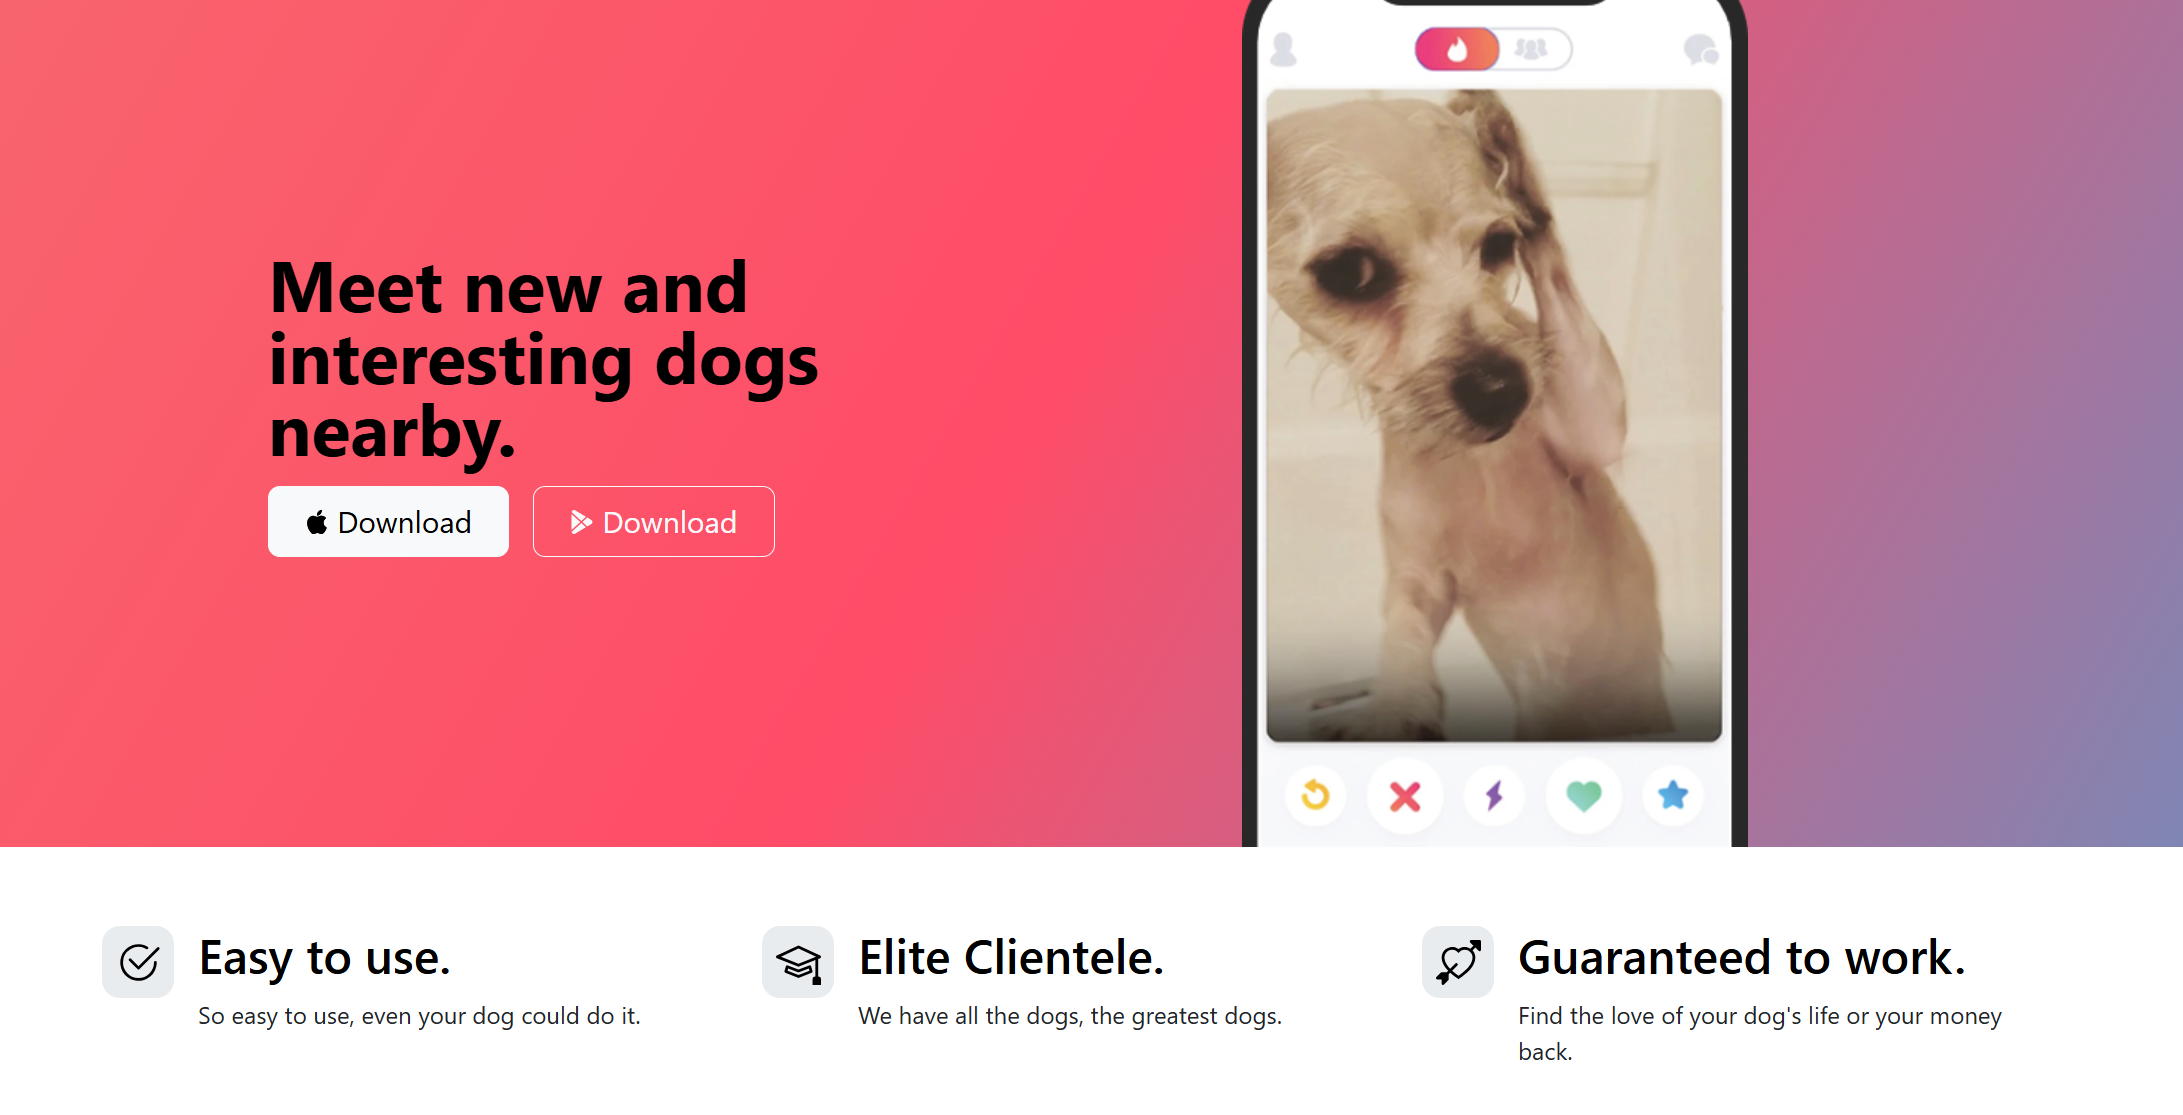 Meet new and
interesting dogs
nearby.
Download
Download
Easy to use.
So easy to use, even your dog could do it.
Elite Clientele.
We have all the dogs, the greatest dogs.
Guaranteed to work.
Find the love of your dog's life or your money
back.